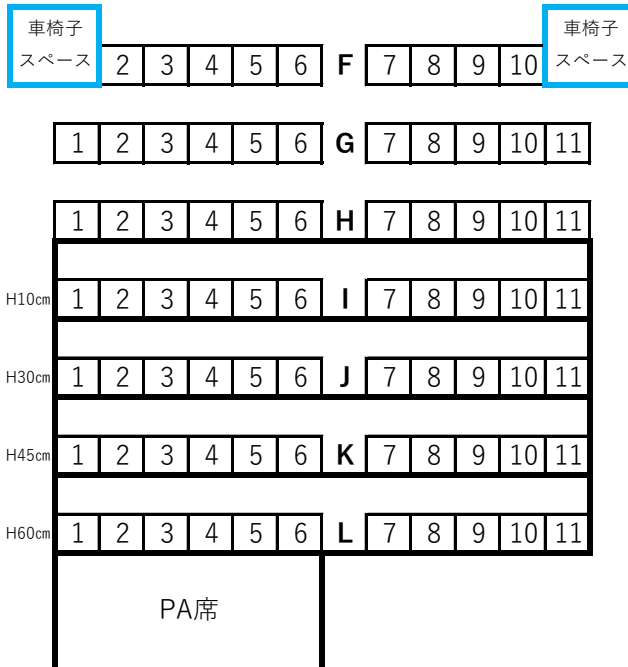 車椅子 車椅子
スペース スペース
2 3 4 5 6 F 7 8 9 10
1 2 3 4 5 6 G 7 8 9 10 11
1 2 3 4 5 6 H 7 8 9 10 11
H10㎝ 1 2 3 4 5 6 I 7 8 9 10 11
H30㎝ 1 2 3 4 5 6 J 7 8 9 10 11
H45㎝ 1 2 3 4 5 6 K 7 8 9 10 11
H60㎝ 1 2 3 4 5 6 L 7 8 9 10 11
PA席